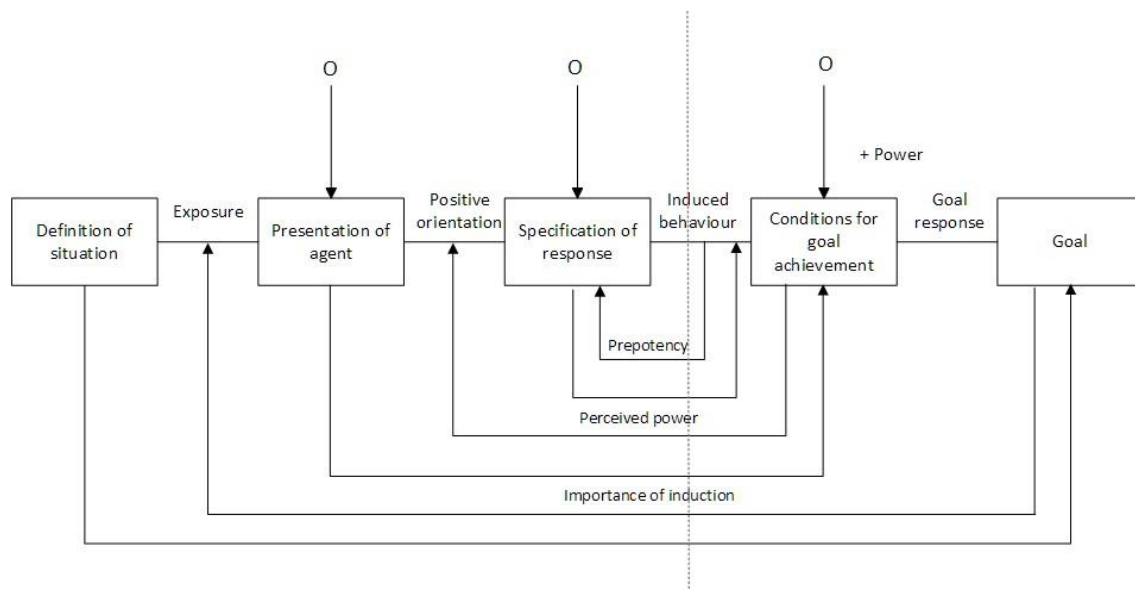 O
O
O
+ Power
Exposure
Positive
orientation
Induced
behaviour
Goal
response
Definition of
situation
Presentation of
agent
Specification of
response
Conditions for
goal
achievement
Goal
Prepotency
Perceived power
Importance of induction